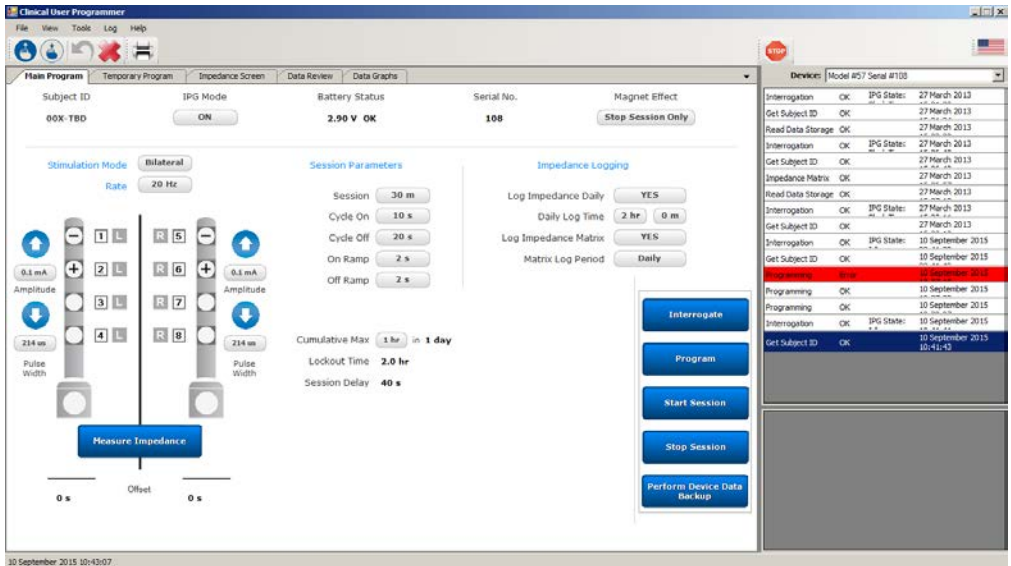 Clinical User Programmer
File View Tools Log Help
STOP
Main Program Temporary Program Impedance Screen Data Review Data Graphs
Device: Model #57 Serial #108
Subject ID IPG Mode Battery Status Serial No. Magnet Effect
00X-TBD ON 2.90 V OK 108 Stop Session Only
Stimulation Mode Bilateral
Rate 20 Hz
Session Parameters
Impedance Logging
Session 30 m
Cycle On 10 s
Cycle Off 20 s
On Ramp 2 s
Off Ramp 2 s
Log Impedance Daily YES
Daily Log Time 2 hr 0 m
Log Impedance Matrix YES
Matrix Log Period Daily
1 L R 5
2 L R 6
3 L R 7
4 L R 8
0.1 mA 0.1 mA
Amplitude Amplitude
214 us 214 us
Pulse Width Pulse Width
Cumulative Max 1 hr in 1 day
Lockout Time 2.0 hr
Session Delay 40 s
Measure Impedance
Offset
0 s 0 s
Interrogate
Program
Start Session
Stop Session
Perform Device Data
Backup
Interrogation OK IPG State: 27 March 2013
Get Subject ID OK 27 March 2013
Read Data Storage OK 27 March 2013
Interrogation OK IPG State: 27 March 2013
Get Subject ID OK 27 March 2013
Impedance Matrix OK 27 March 2013
Read Data Storage OK 27 March 2013
Interrogation OK IPG State: 27 March 2013
Get Subject ID OK 27 March 2013
Interrogation OK IPG State: 10 September 2015
Get Subject ID OK 10 September 2015
Programming Error 10 September 2015
Programming OK 10 September 2015
Programming OK 10 September 2015
Interrogation OK IPG State: 10 September 2015
Get Subject ID OK 10 September 2015
10:41:43
10 September 2015 10:43:07